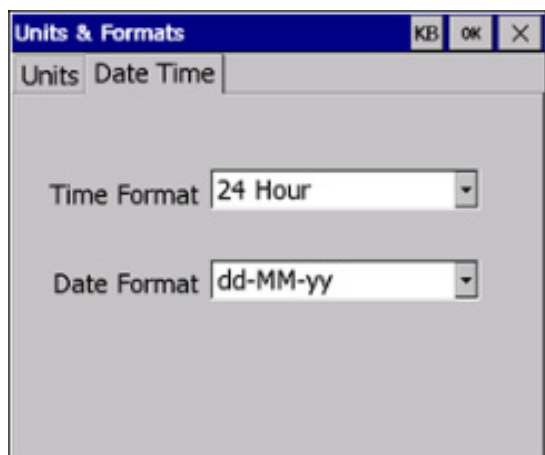 Units & Formats KB OK
Units Date Time
Time Format 24 Hour
Date Format dd-MM-yy